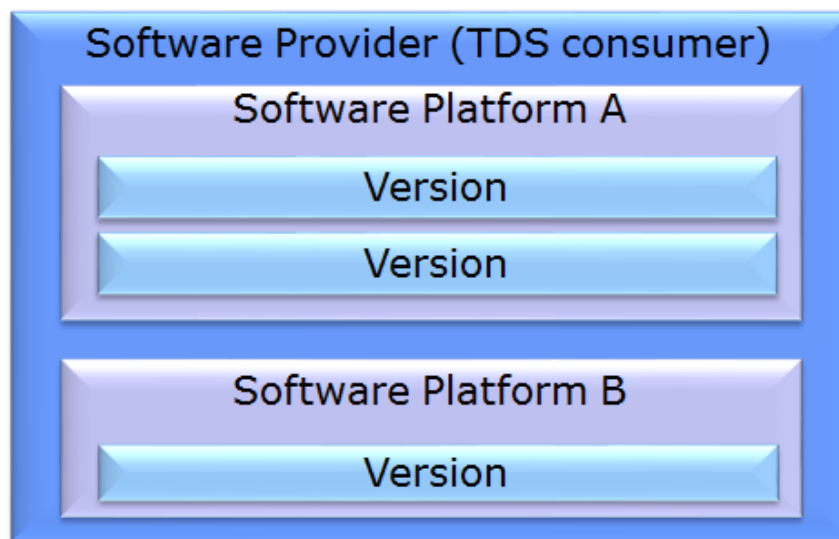 Software Provider (TDS consumer)
Software Platform A
Version
Version
Software Platform B
Version